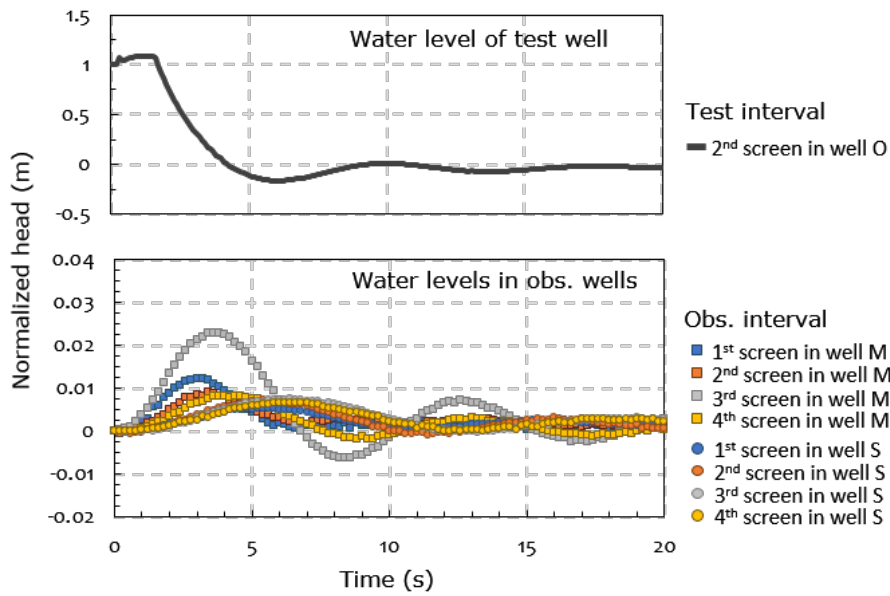 1.5
Water level of test well
1
0.5
0
-0.5
Test interval
2nd screen in well O
Normalized head (m)
0.04
Water levels in obs. wells
0.03
0.02
0.01
0
-0.01
-0.02
Obs. interval
1st screen in well M
2nd screen in well M
3rd screen in well M
4th screen in well M
1st screen in well S
2nd screen in well S
3rd screen in well S
4th screen in well S
0 5 10 15 20
Time (s)